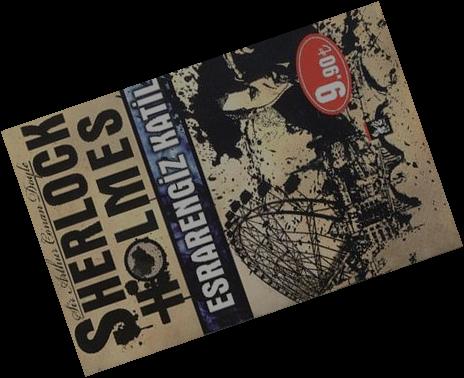 Sir Arthur Conan Doyle
SHERLOCK
HOLMES
ESRARENGİZ KATİL
9.90₺